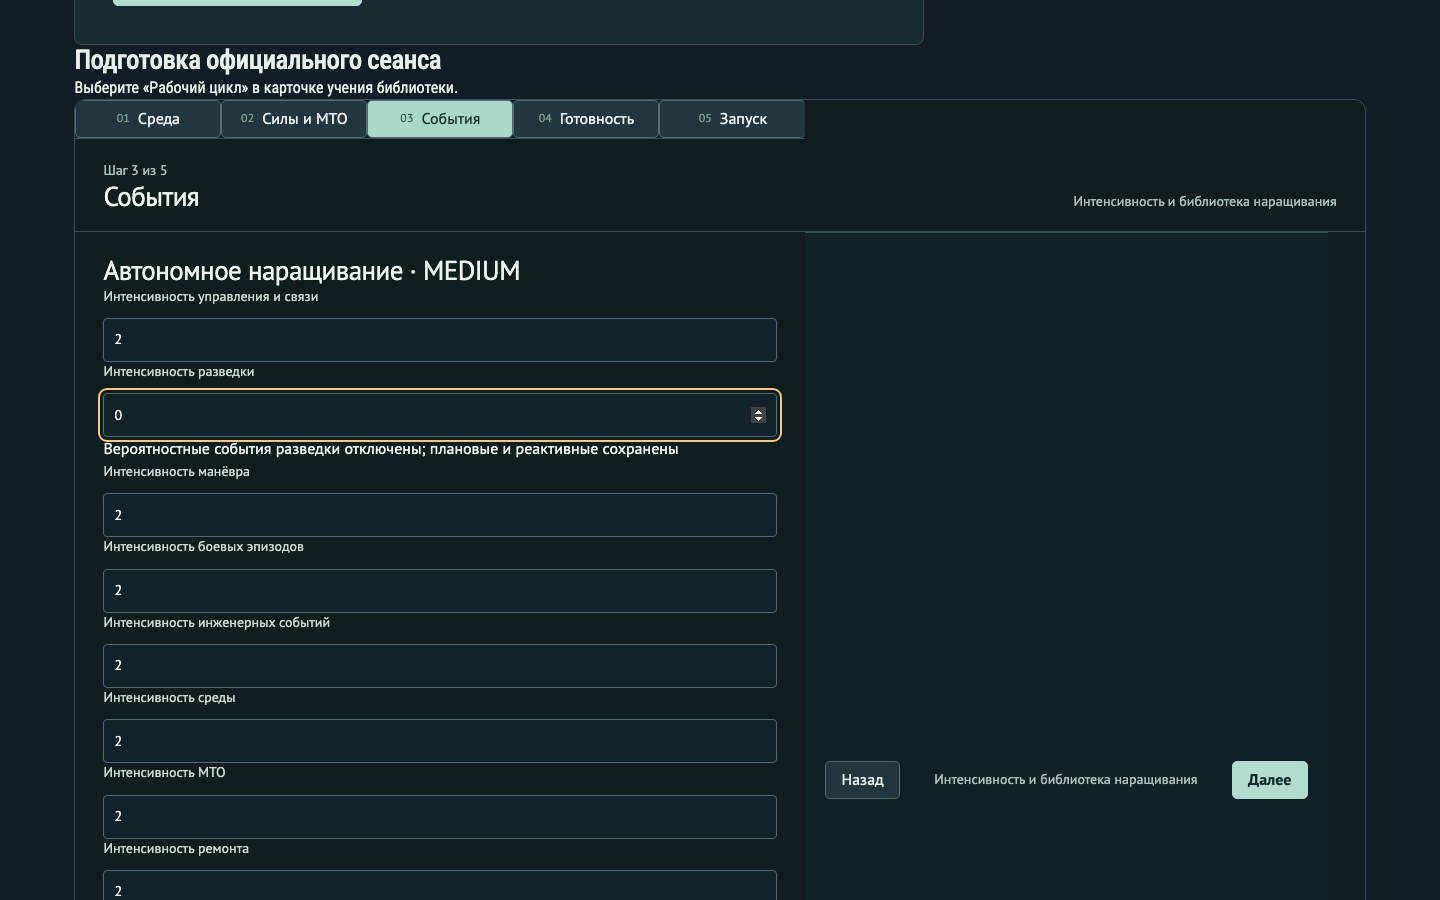 Подготовка официального сеанса
Выберите «Рабочий цикл» в карточке учения библиотеки.
01 Среда 02 Силы и МТО 03 События 04 Готовность 05 Запуск
Шаг 3 из 5
События
Интенсивность и библиотека наращивания
Автономное наращивание · MEDIUM
Интенсивность управления и связи
2
Интенсивность разведки
0
Вероятностные события разведки отключены; плановые и реактивные сохранены
Интенсивность манёвра
2
Интенсивность боевых эпизодов
2
Интенсивность инженерных событий
2
Интенсивность среды
2
Интенсивность МТО
2
Интенсивность ремонта
2
Назад Интенсивность и библиотека наращивания Далее